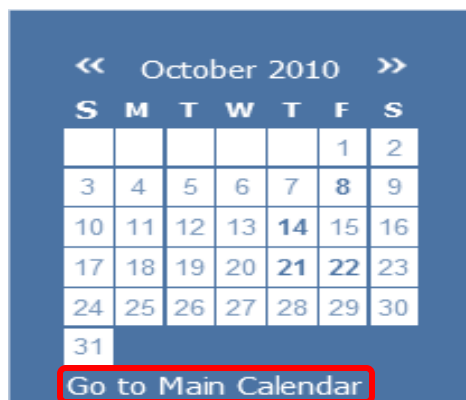 << October 2010 >>
S M T W T F S
1 2
3 4 5 6 7 8 9
10 11 12 13 14 15 16
17 18 19 20 21 22 23
24 25 26 27 28 29 30
31
Go to Main Calendar